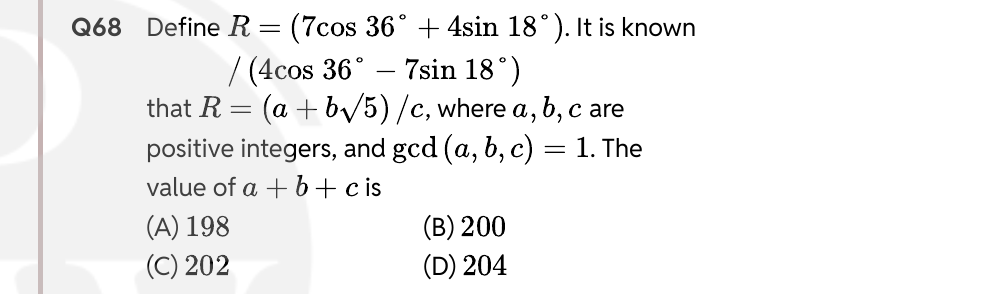 Q68 Define R = (7cos 36° + 4sin 18°). It is known
/ (4cos 36° − 7sin 18°)
that R = (a + b√5) /c, where a, b, c are
positive integers, and gcd (a, b, c) = 1. The
value of a + b + c is
(A) 198 (B) 200
(C) 202 (D) 204